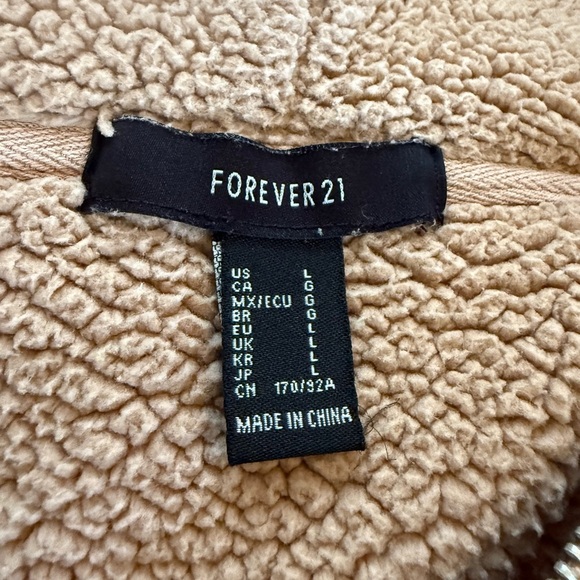 FOREVER 21
US L
CA G
MX/ECU G
BR G
EU L
UK L
KR L
JP L
CN 170/92A
MADE IN CHINA